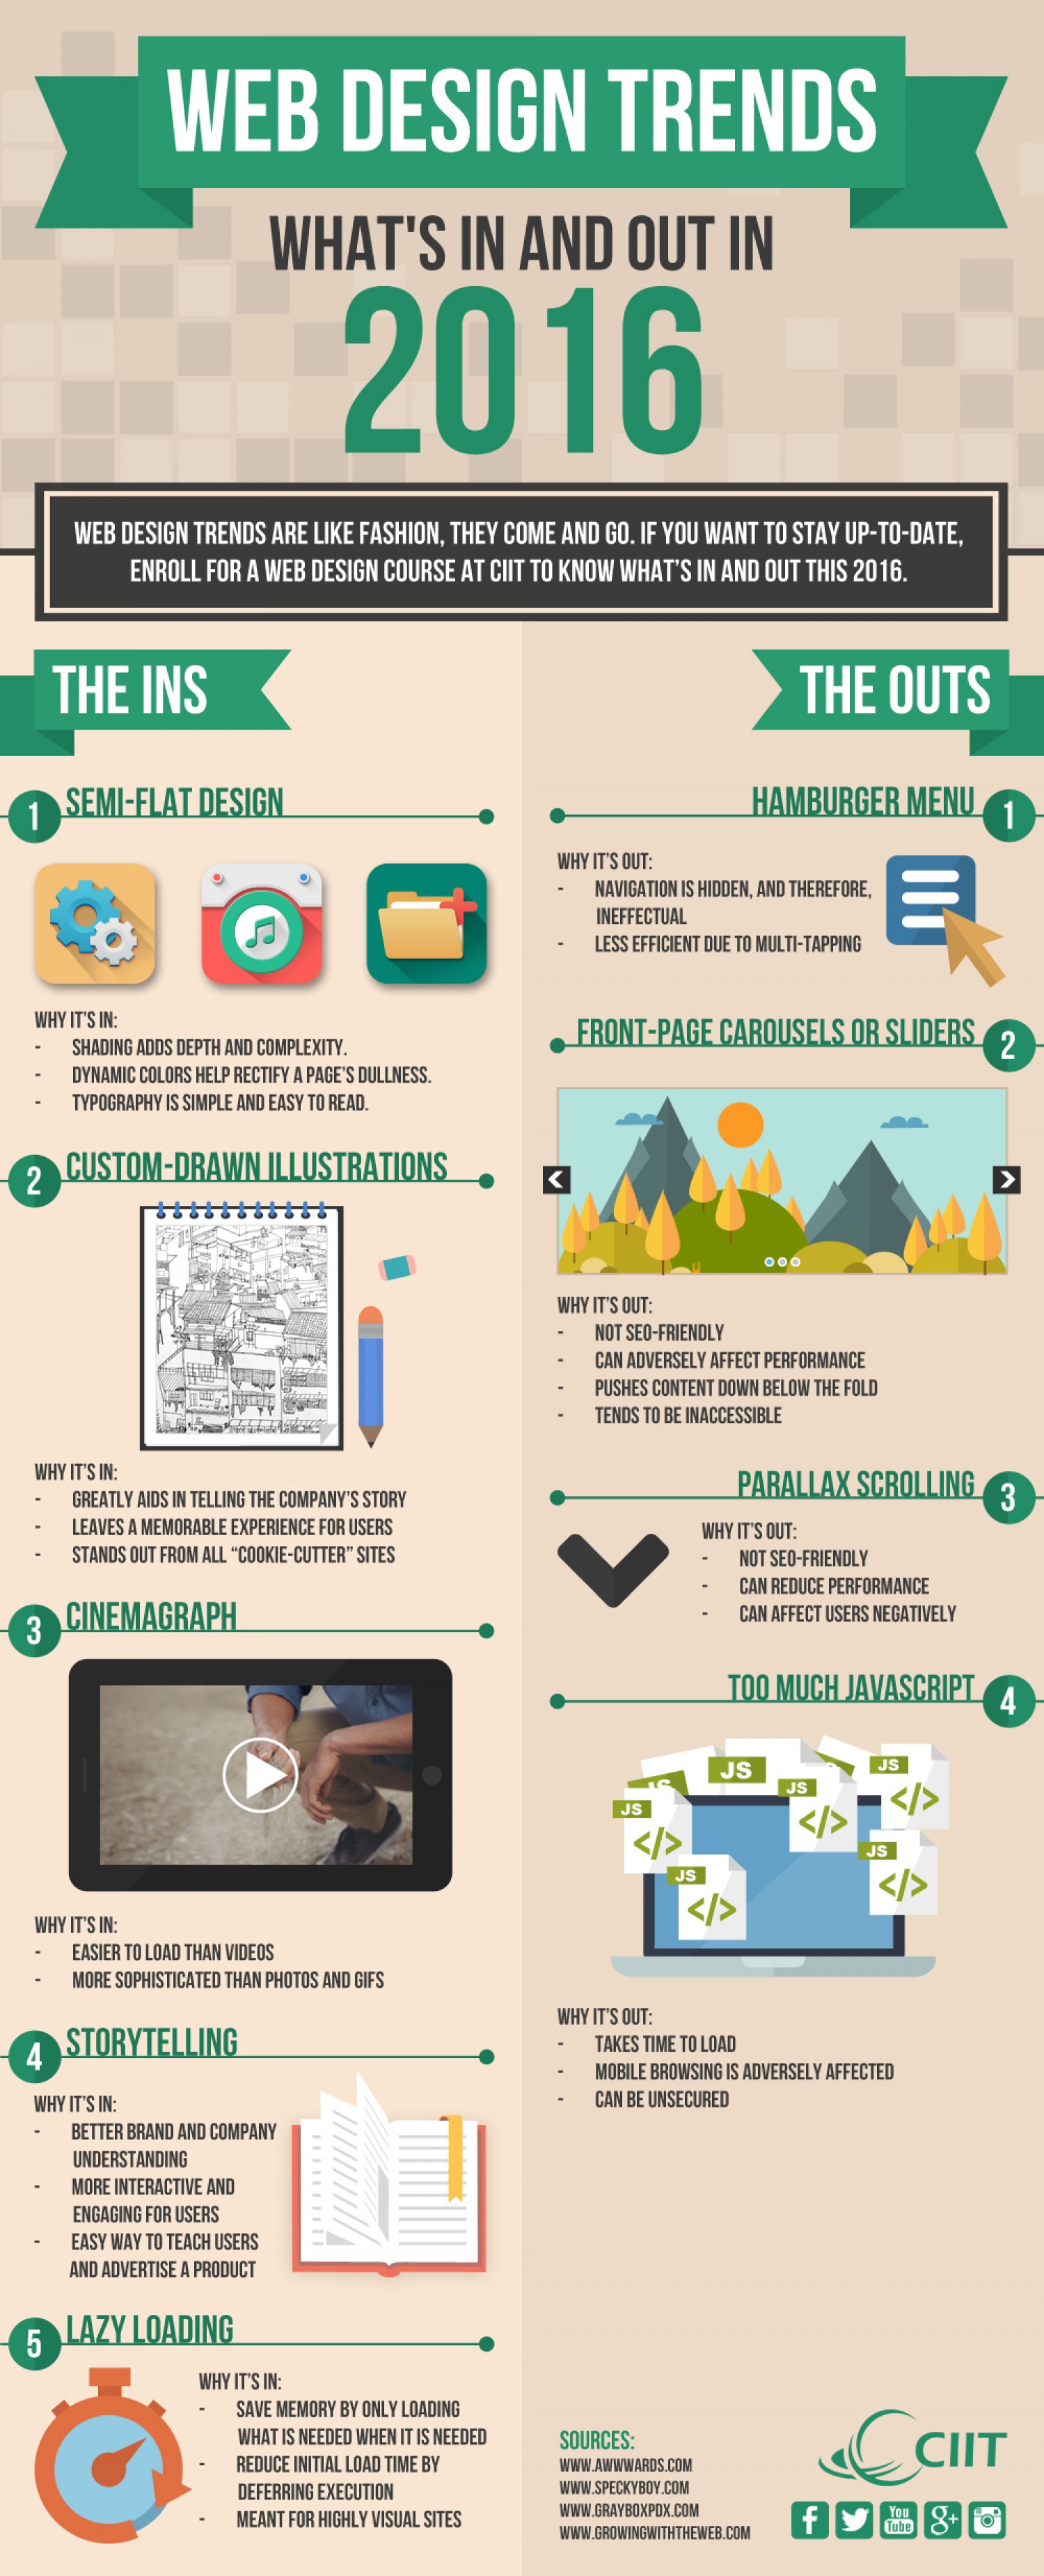 WEB DESIGN TRENDS
WHAT'S IN AND OUT IN
2016
WEB DESIGN TRENDS ARE LIKE FASHION, THEY COME AND GO. IF YOU WANT TO STAY UP-TO-DATE,
ENROLL FOR A WEB DESIGN COURSE AT CIIT TO KNOW WHAT'S IN AND OUT THIS 2016.
THE INS
1 SEMI-FLAT DESIGN
WHY IT'S IN:
- SHADING ADDS DEPTH AND COMPLEXITY.
- DYNAMIC COLORS HELP RECTIFY A PAGE'S DULLNESS.
- TYPOGRAPHY IS SIMPLE AND EASY TO READ.
2 CUSTOM-DRAWN ILLUSTRATIONS
WHY IT'S IN:
- GREATLY AIDS IN TELLING THE COMPANY'S STORY
- LEAVES A MEMORABLE EXPERIENCE FOR USERS
- STANDS OUT FROM ALL “COOKIE-CUTTER” SITES
3 CINEMAGRAPH
WHY IT'S IN:
- EASIER TO LOAD THAN VIDEOS
- MORE SOPHISTICATED THAN PHOTOS AND GIFS
4 STORYTELLING
WHY IT'S IN:
- BETTER BRAND AND COMPANY
UNDERSTANDING
- MORE INTERACTIVE AND
ENGAGING FOR USERS
- EASY WAY TO TEACH USERS
AND ADVERTISE A PRODUCT
5 LAZY LOADING
WHY IT'S IN:
- SAVE MEMORY BY ONLY LOADING
WHAT IS NEEDED WHEN IT IS NEEDED
- REDUCE INITIAL LOAD TIME BY
DEFERRING EXECUTION
- MEANT FOR HIGHLY VISUAL SITES
THE OUTS
HAMBURGER MENU 1
WHY IT'S OUT:
- NAVIGATION IS HIDDEN, AND THEREFORE,
INEFFECTUAL
- LESS EFFICIENT DUE TO MULTI-TAPPING
FRONT-PAGE CAROUSELS OR SLIDERS 2
WHY IT'S OUT:
- NOT SEO-FRIENDLY
- CAN ADVERSELY AFFECT PERFORMANCE
- PUSHES CONTENT DOWN BELOW THE FOLD
- TENDS TO BE INACCESSIBLE
PARALLAX SCROLLING 3
WHY IT'S OUT:
- NOT SEO-FRIENDLY
- CAN REDUCE PERFORMANCE
- CAN AFFECT USERS NEGATIVELY
TOO MUCH JAVASCRIPT 4
JS
JS
JS
JS
</>
JS
</>
JS
</>
JS
</>
</>
WHY IT'S OUT:
- TAKES TIME TO LOAD
- MOBILE BROWSING IS ADVERSELY AFFECTED
- CAN BE UNSECURED
SOURCES:
WWW.AWWWARDS.COM
WWW.SPECKYBOY.COM
WWW.GRAYBOXPDX.COM
WWW.GROWINGWITHTHEWEB.COM
CIIT
f
You
Tube
g+